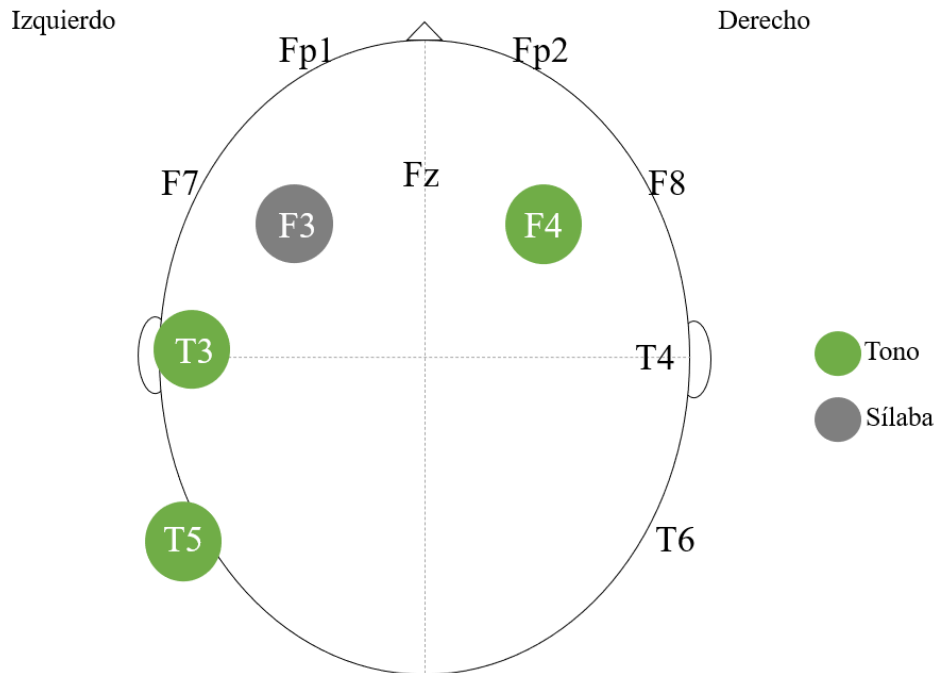 Izquierdo
Derecho
Fp1
Fp2
F7
Fz
F8
F3
F4
T3
T4
Tono
Sílaba
T5
T6